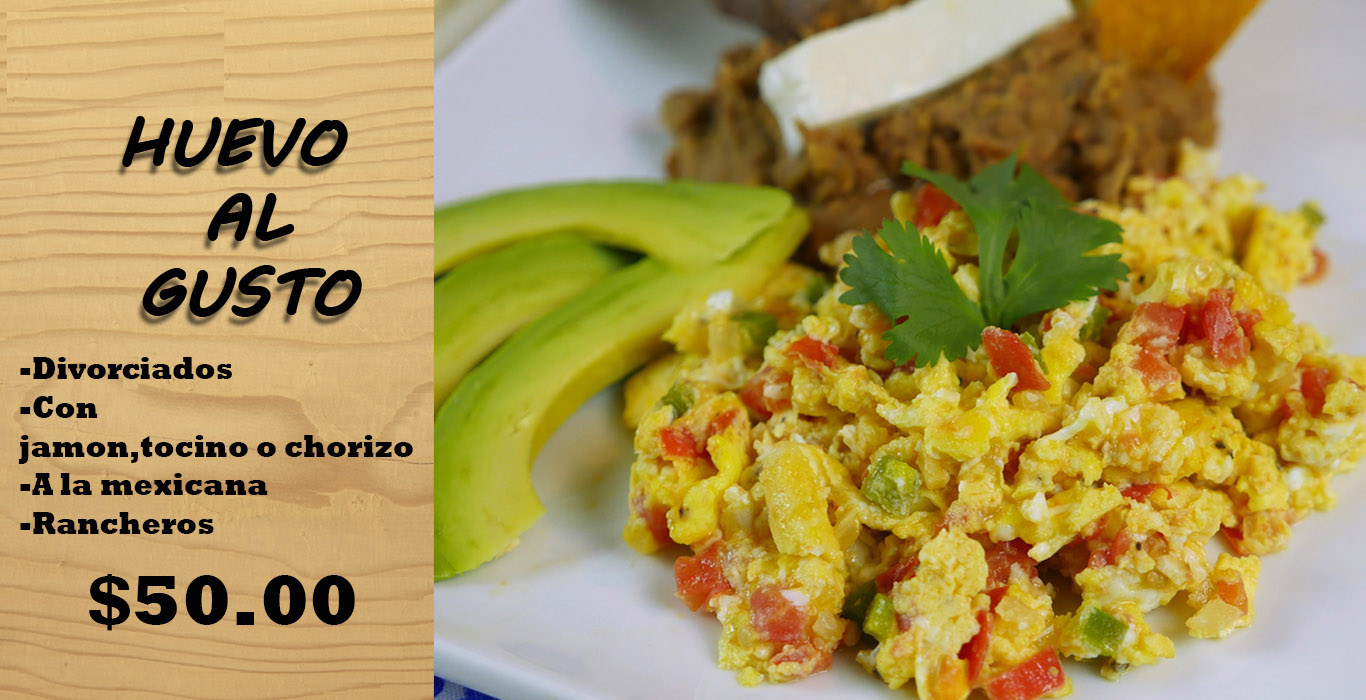 HUEVO
AL
GUSTO
-Divorciados
-Con
jamon,tocino o chorizo
-A la mexicana
-Rancheros
$50.00